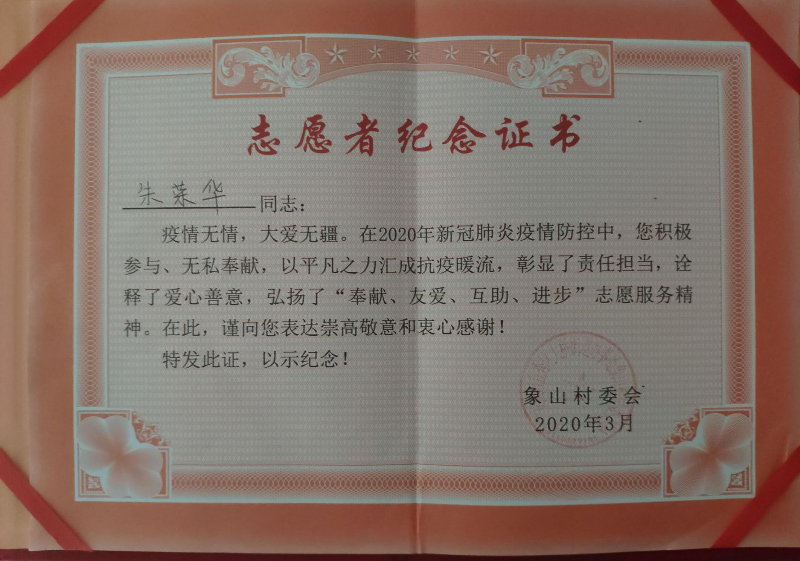 志愿者纪念证书
朱莱华 同志：
疫情无情，大爱无疆。在2020年新冠肺炎疫情防控中，您积极
参与、无私奉献，以平凡之力汇成抗疫暖流，彰显了责任担当，诠
释了爱心善意，弘扬了“奉献、友爱、互助、进步”志愿服务精
神。在此，谨向您表达崇高敬意和衷心感谢！
特发此证，以示纪念！
象山村委会
2020年3月